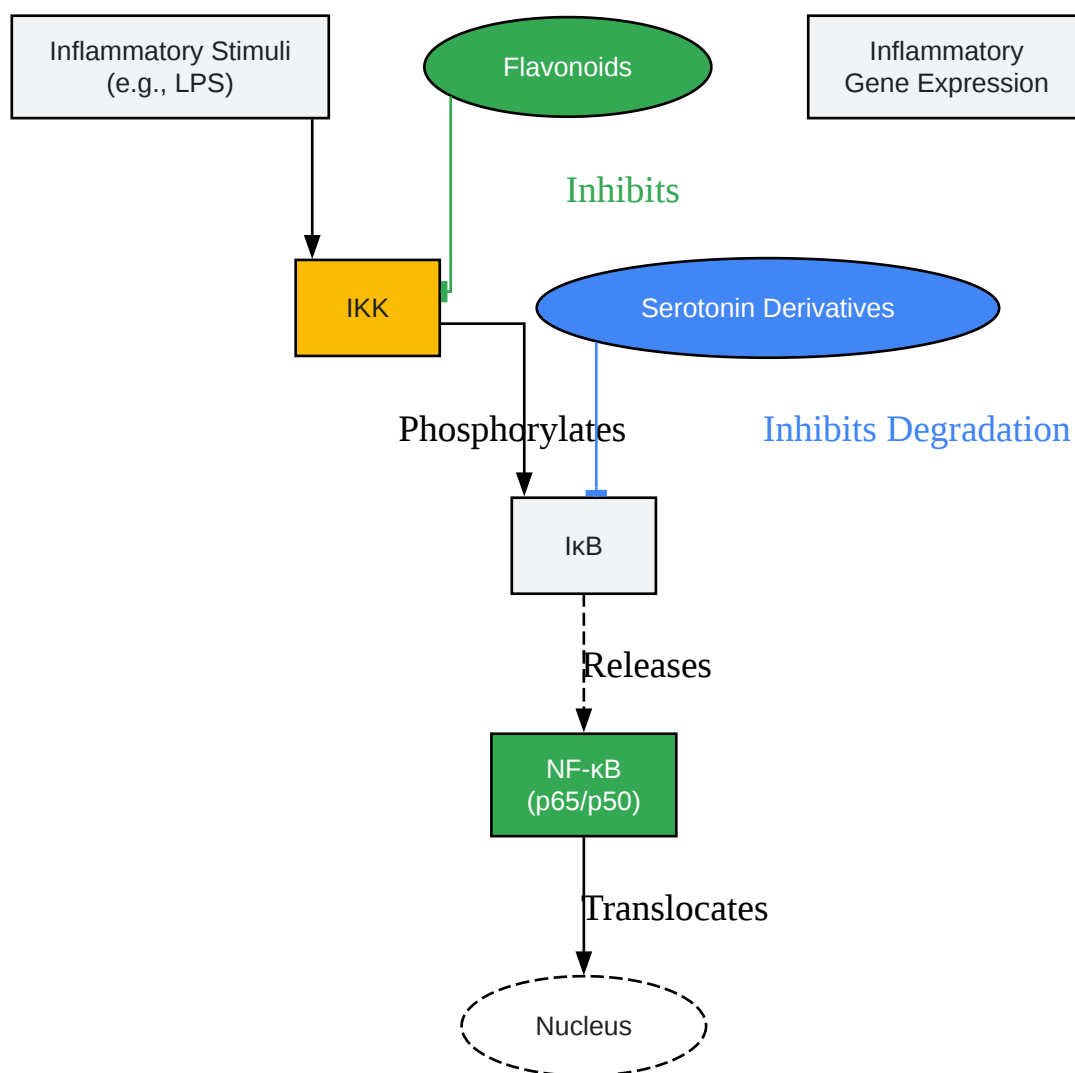 Inflammatory Stimuli
(e.g., LPS)
Flavonoids
Inflammatory
Gene Expression
Inhibits
IKK
Serotonin Derivatives
Phosphorylates
Inhibits Degradation
IκB
Releases
NF-κB
(p65/p50)
Translocates
Nucleus